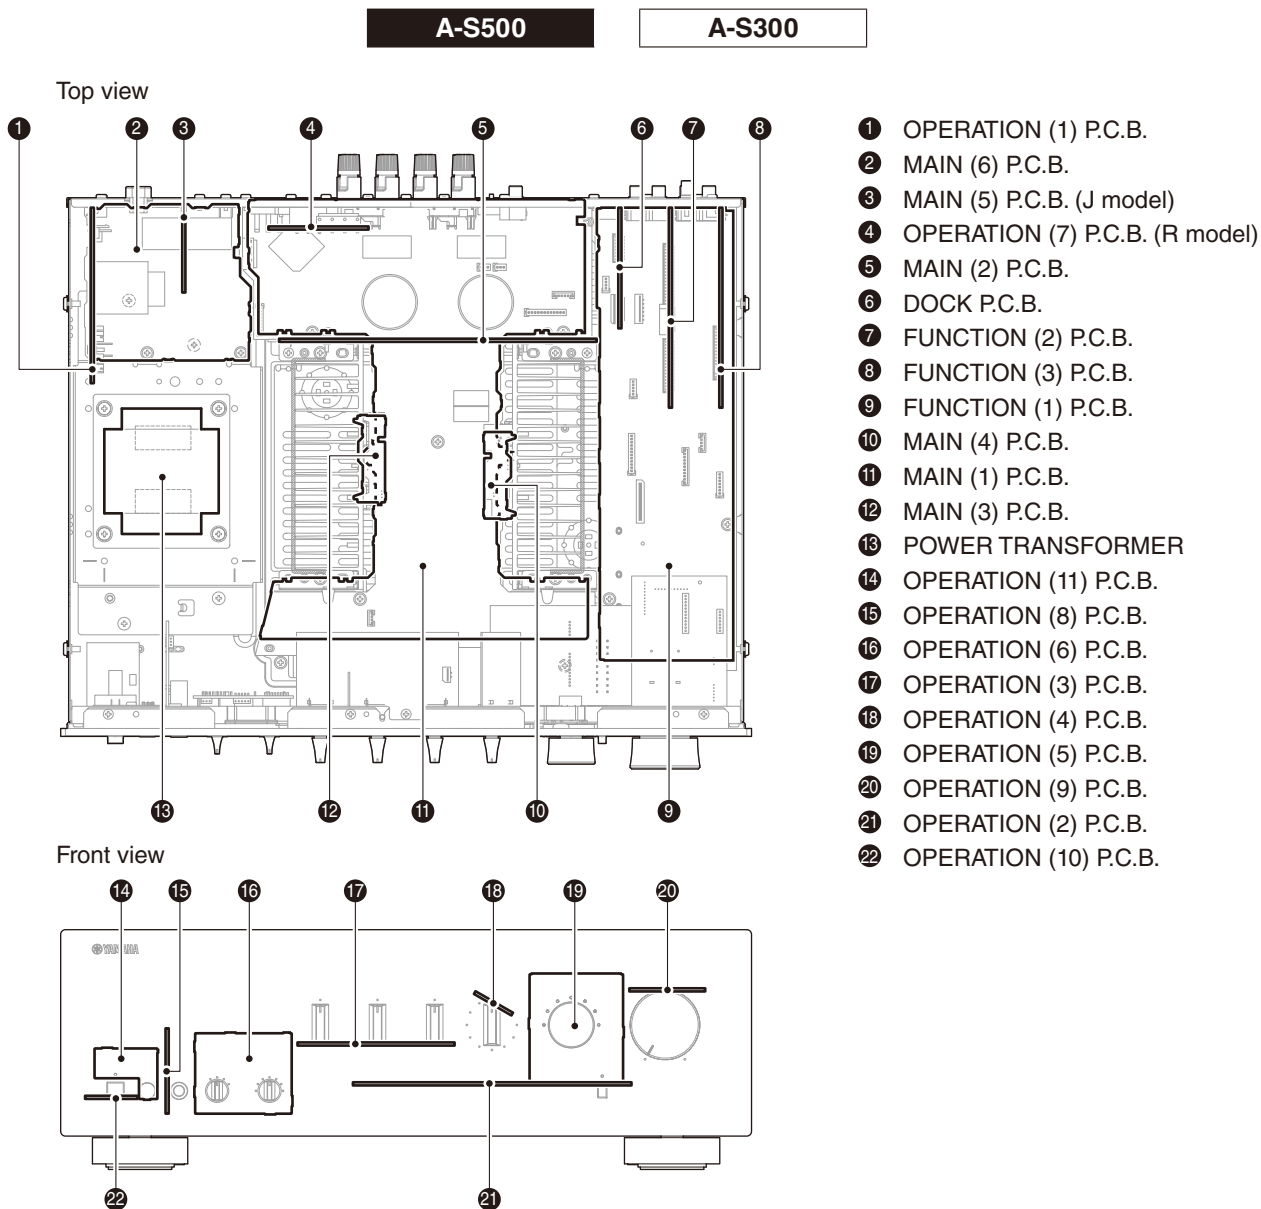 A-S500 A-S300
Top view
1 2 3 4 5 6 7 8
1 OPERATION (1) P.C.B.
2 MAIN (6) P.C.B.
3 MAIN (5) P.C.B. (J model)
4 OPERATION (7) P.C.B. (R model)
5 MAIN (2) P.C.B.
6 DOCK P.C.B.
7 FUNCTION (2) P.C.B.
8 FUNCTION (3) P.C.B.
9 FUNCTION (1) P.C.B.
10 MAIN (4) P.C.B.
11 MAIN (1) P.C.B.
12 MAIN (3) P.C.B.
13 POWER TRANSFORMER
14 OPERATION (11) P.C.B.
15 OPERATION (8) P.C.B.
16 OPERATION (6) P.C.B.
17 OPERATION (3) P.C.B.
18 OPERATION (4) P.C.B.
19 OPERATION (5) P.C.B.
20 OPERATION (9) P.C.B.
21 OPERATION (2) P.C.B.
22 OPERATION (10) P.C.B.
13 12 11 10 9
Front view
14 15 16 17 18 19 20
YAMAHA
22 21